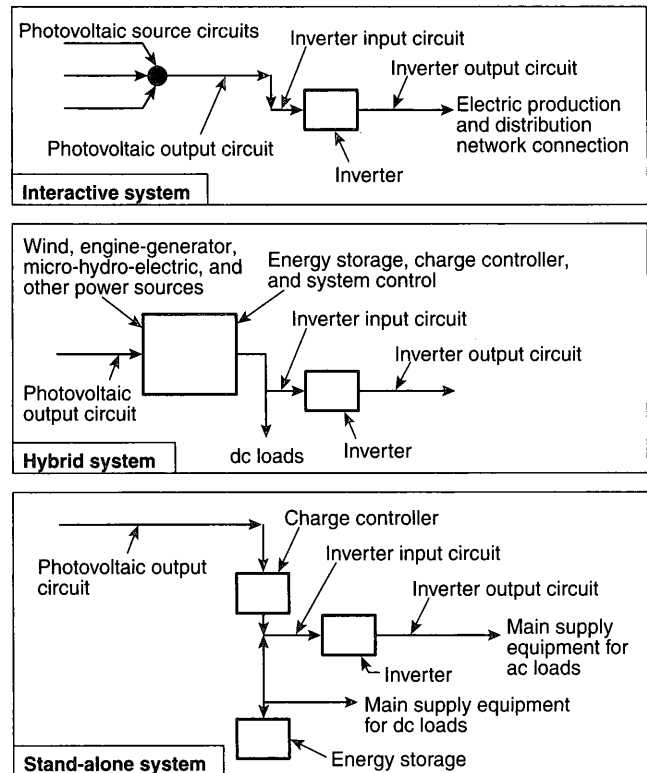 Photovoltaic source circuits
Inverter input circuit
Inverter output circuit
Electric production
and distribution
network connection
Photovoltaic output circuit
Inverter
Interactive system
Wind, engine-generator,
micro-hydro-electric, and
other power sources
Energy storage, charge controller,
and system control
Inverter input circuit
Inverter output circuit
Photovoltaic
output circuit
dc loads
Inverter
Hybrid system
Charge controller
Photovoltaic output
circuit
Inverter input circuit
Inverter output circuit
Main supply
equipment for
ac loads
Inverter
Main supply equipment
for dc loads
Energy storage
Stand-alone system